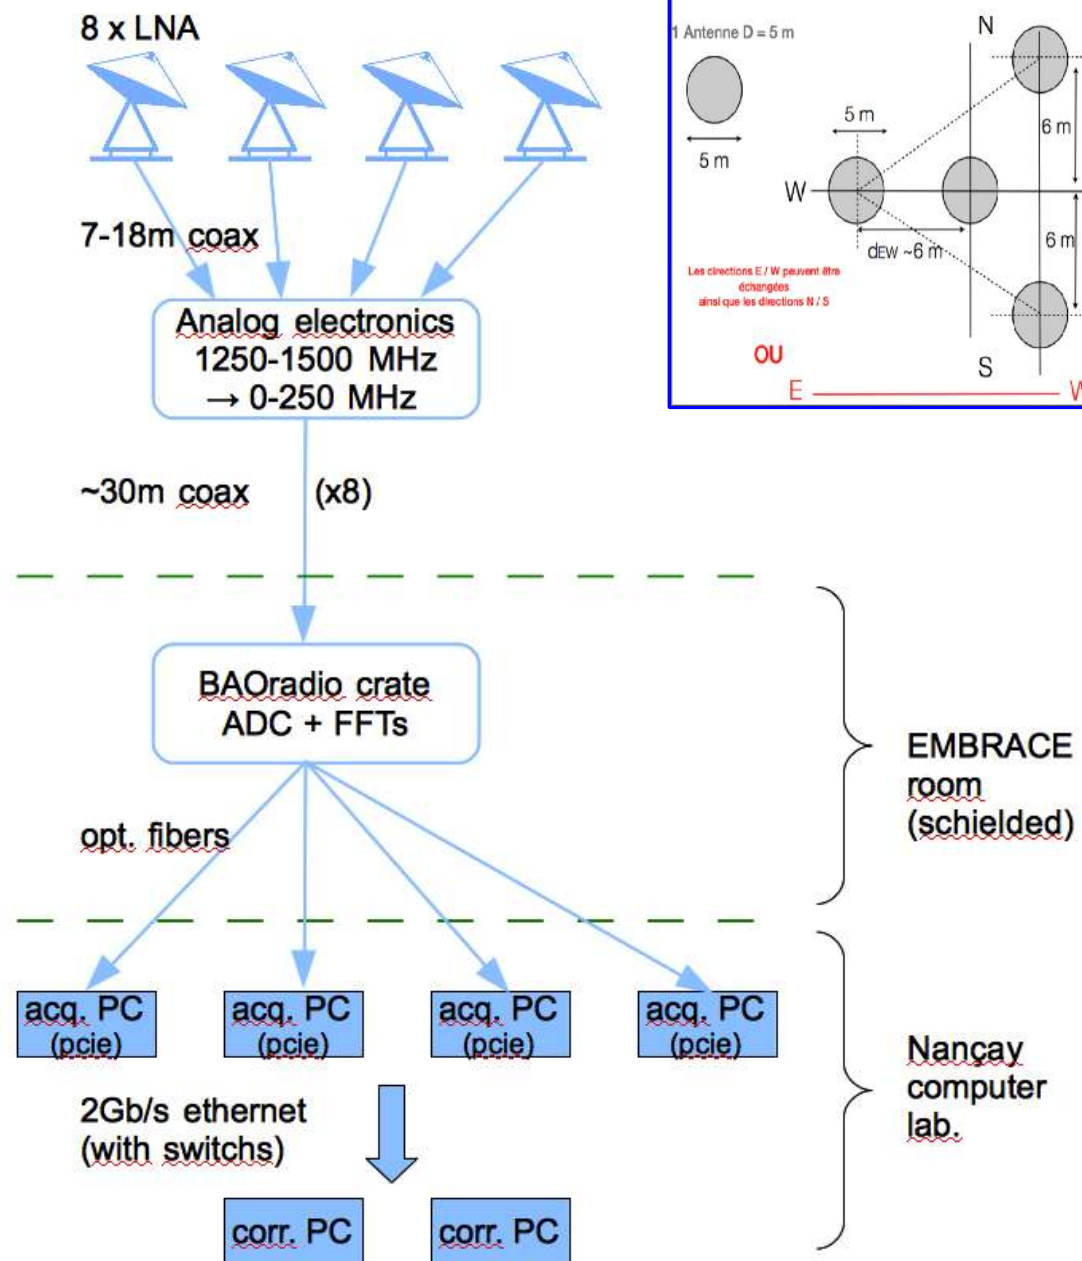 8 x LNA
7-18m coax
Analog electronics
1250-1500 MHz
→ 0-250 MHz
~30m coax
(x8)
BAOradio crate
ADC + FFTs
opt. fibers
acq. PC
(pcie)
acq. PC
(pcie)
acq. PC
(pcie)
acq. PC
(pcie)
2Gb/s ethernet
(with switchs)
corr. PC
corr. PC
EMBRACE
room
(schielded)
Nançay
computer
lab.
1 Antenne D = 5 m
5 m
N
5 m
6 m
W
dEW ~6 m
6 m
Les directions E / W peuvent être
échangées
ainsi que les directions N / S
OU
S
E
W